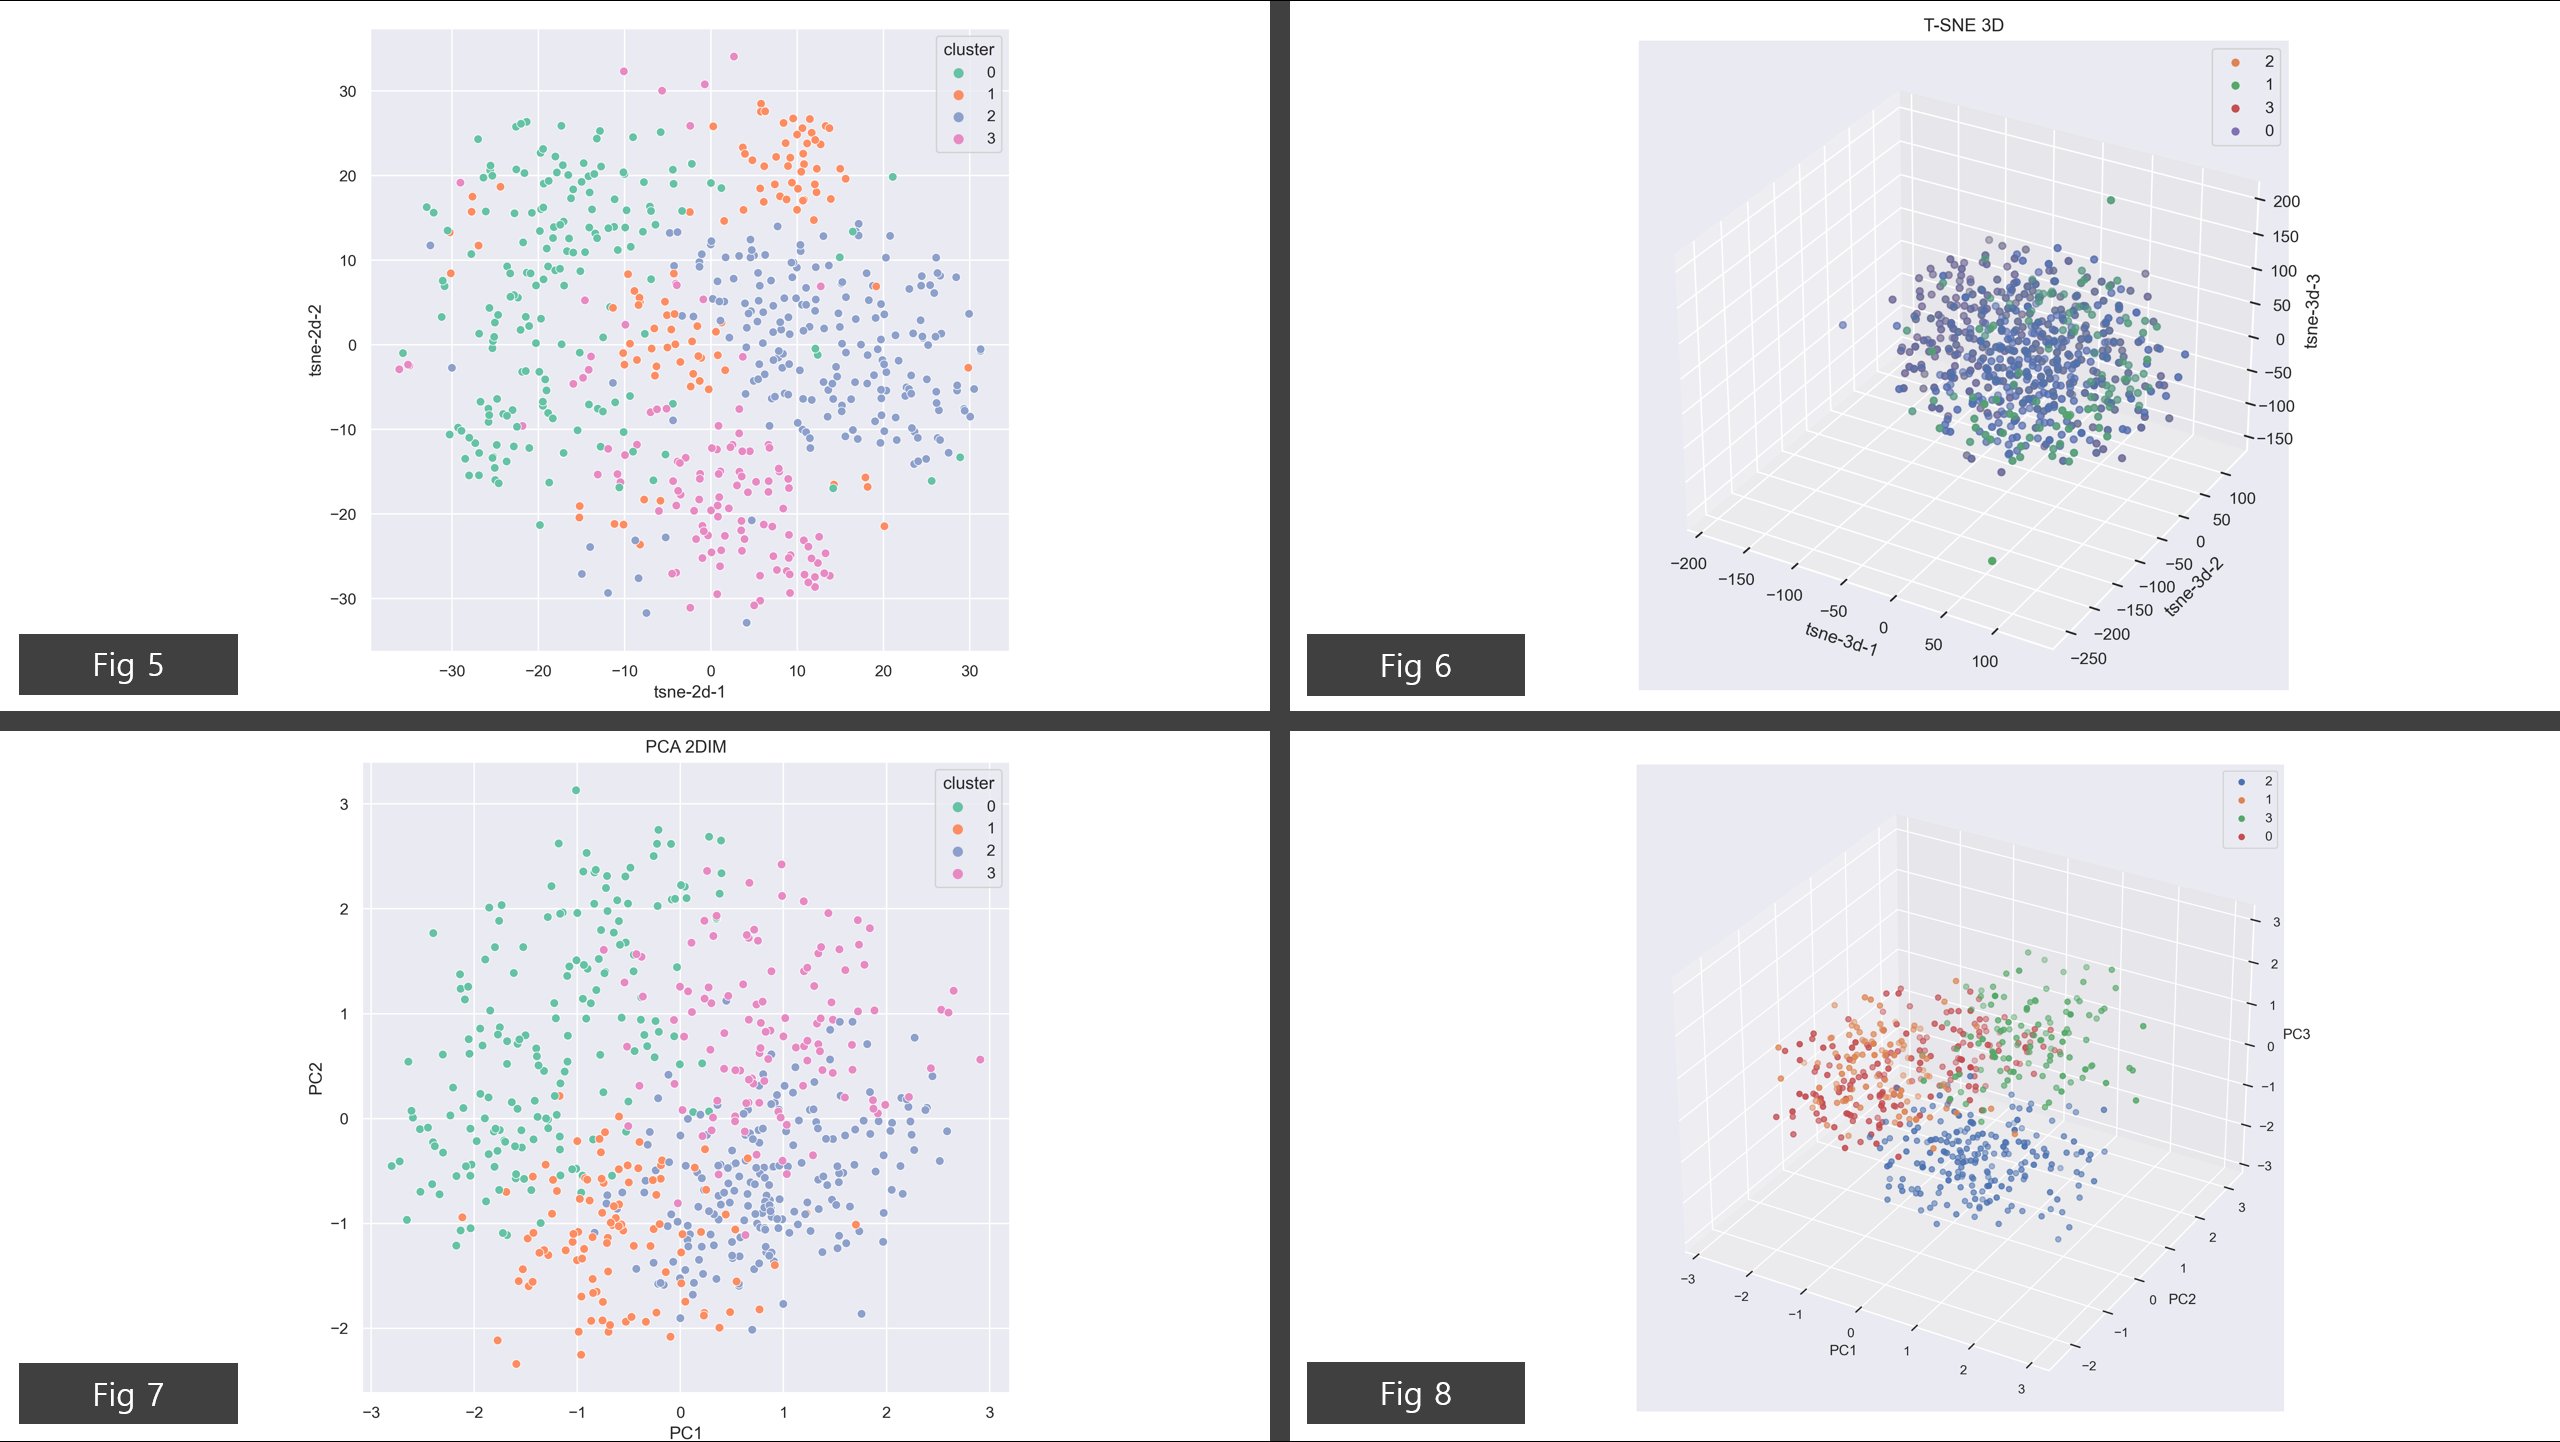 cluster
0
1
2
3
30
20
10
0
−10
−20
−30
tsne-2d-2
−30 −20 −10 0 10 20 30
tsne-2d-1
Fig 5
T-SNE 3D
2
1
3
0
200
150
100
50
0
−50
−100
−150
tsne-3d-3
100
50
0
−50
−100
−150
−200
−250
tsne-3d-2
−200 −150 −100 −50 0 50 100
tsne-3d-1
Fig 6
PCA 2DIM
cluster
0
1
2
3
3
2
1
0
−1
−2
PC2
−3 −2 −1 0 1 2 3
PC1
Fig 7
2
1
3
0
3
2
1
0
−1
−2
−3
PC3
3
2
1
0
−1
−2
PC2
−3 −2 −1 0 1 2 3
PC1
Fig 8